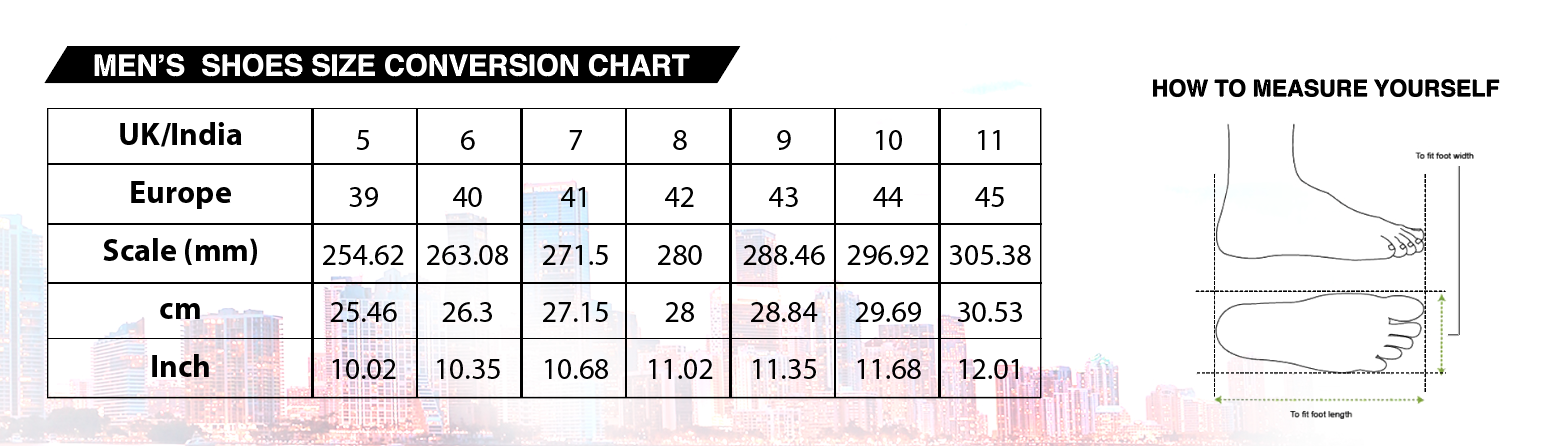 MEN'S SHOES SIZE CONVERSION CHART
HOW TO MEASURE YOURSELF
UK/India 5 6 7 8 9 10 11
Europe 39 40 41 42 43 44 45
Scale (mm) 254.62 263.08 271.5 280 288.46 296.92 305.38
cm 25.46 26.3 27.15 28 28.84 29.69 30.53
Inch 10.02 10.35 10.68 11.02 11.35 11.68 12.01
To fit foot width
To fit foot length